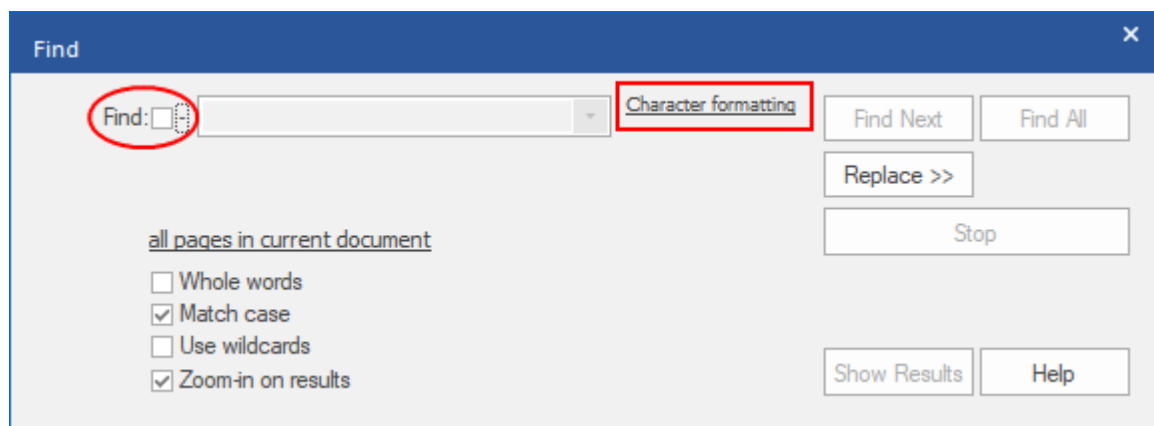 Find
Find:
Character formatting
Find Next
Find All
Replace >>
all pages in current document
Stop
Whole words
Match case
Use wildcards
Zoom-in on results
Show Results
Help